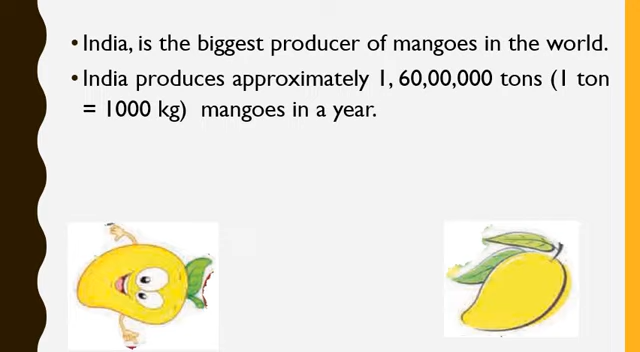 • India, is the biggest producer of mangoes in the world.
• India produces approximately 1, 60,00,000 tons (1 ton
= 1000 kg)  mangoes in a year.